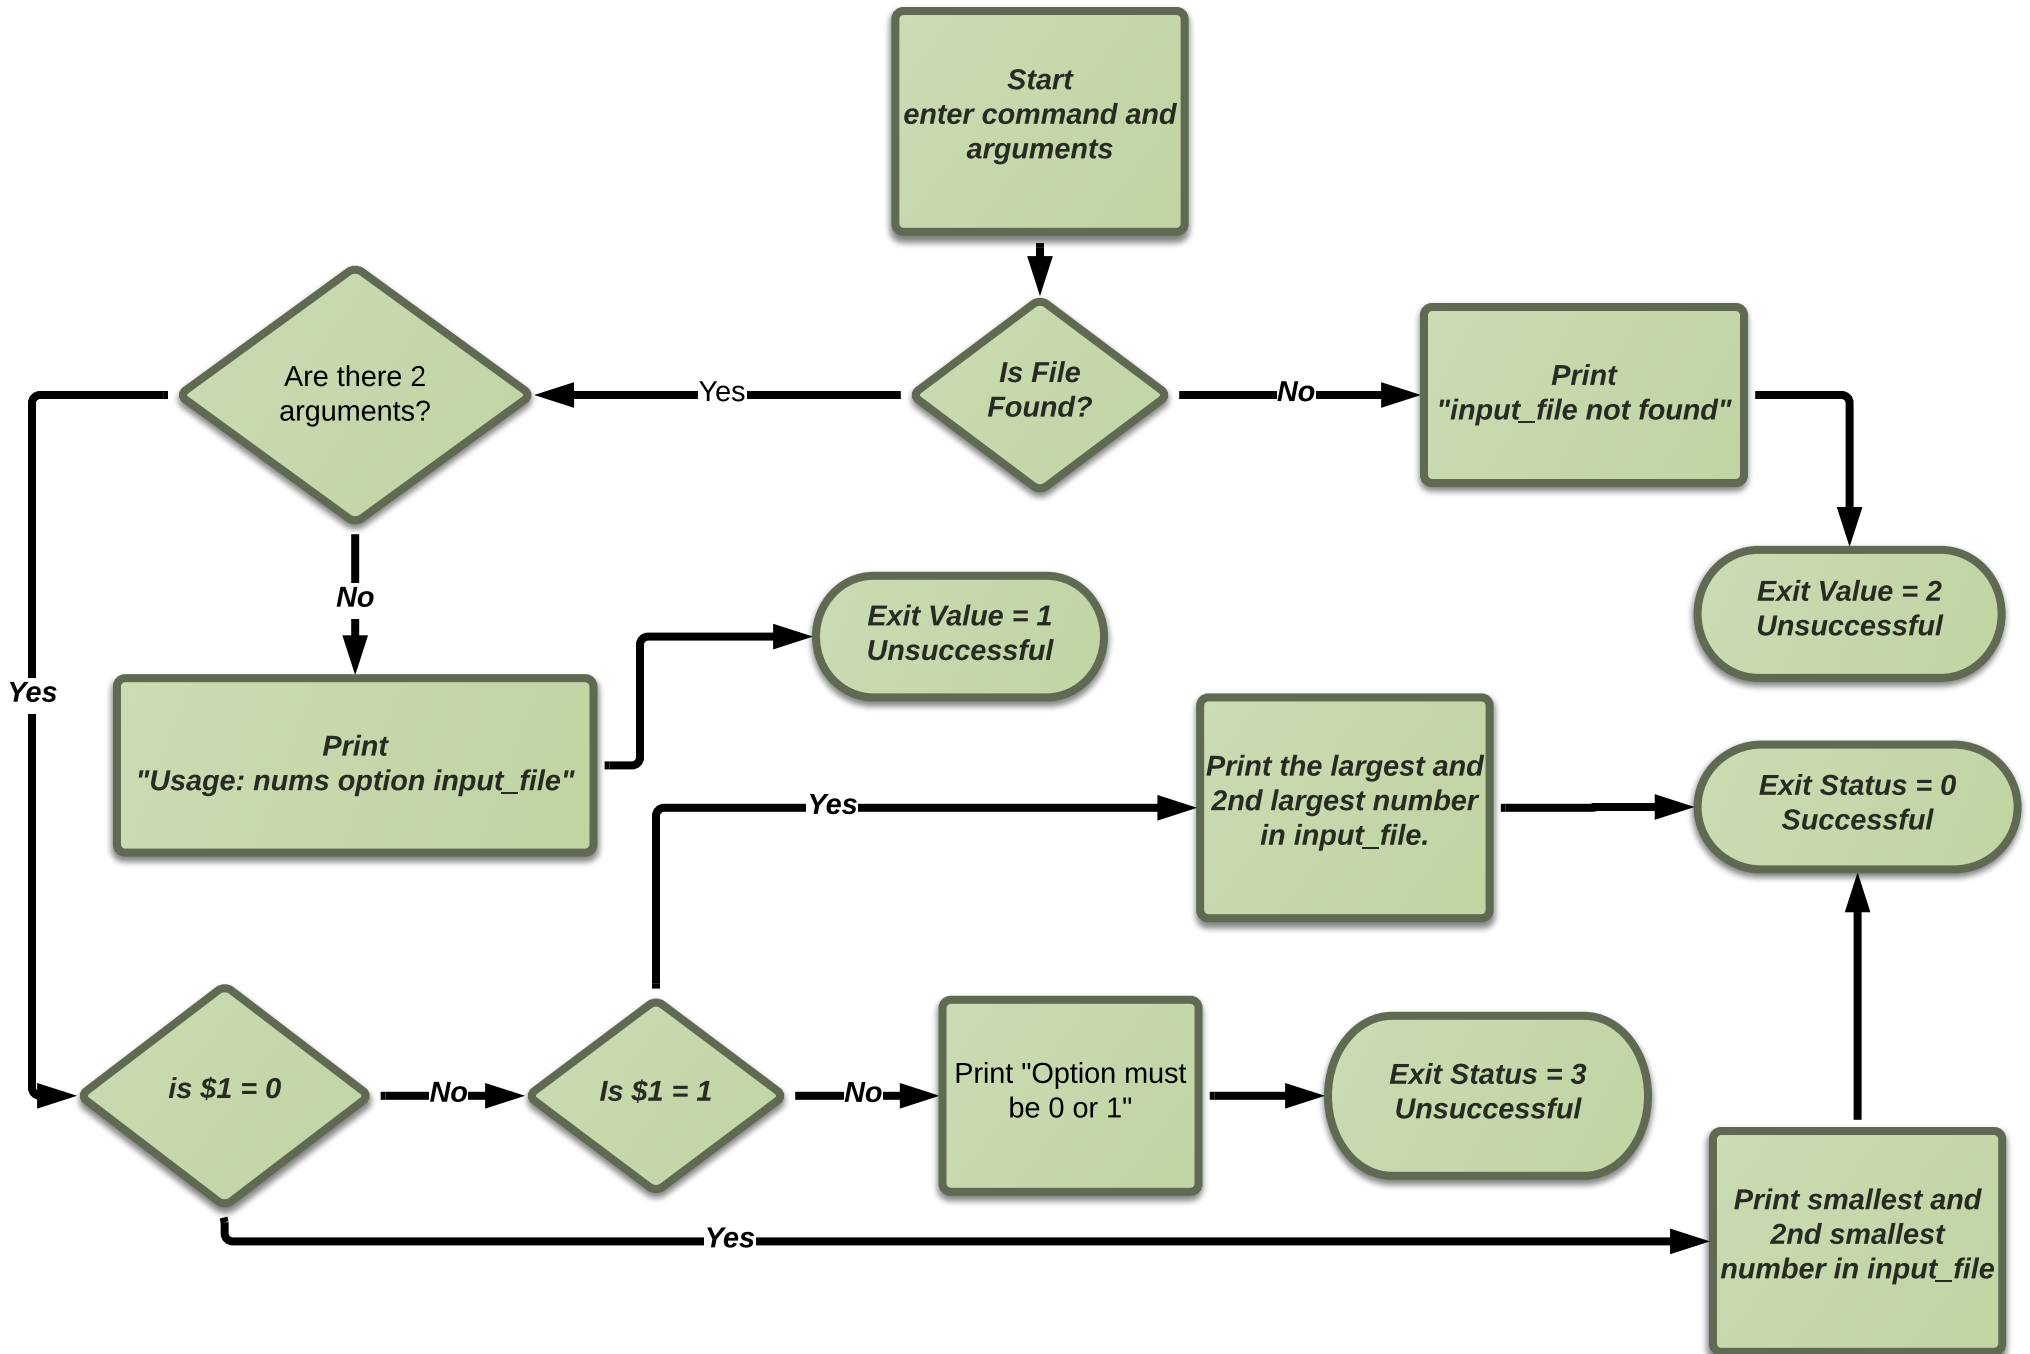 Start
enter command and
arguments
Are there 2
arguments?
Yes
Is File
Found?
No
Print
"input_file not found"
No
Exit Value = 1
Unsuccessful
Exit Value = 2
Unsuccessful
Yes
Print
"Usage: nums option input_file"
Yes
Print the largest and
2nd largest number
in input_file.
Exit Status = 0
Successful
is $1 = 0
No
Is $1 = 1
No
Print "Option must
be 0 or 1"
Exit Status = 3
Unsuccessful
Yes
Print smallest and
2nd smallest
number in input_file